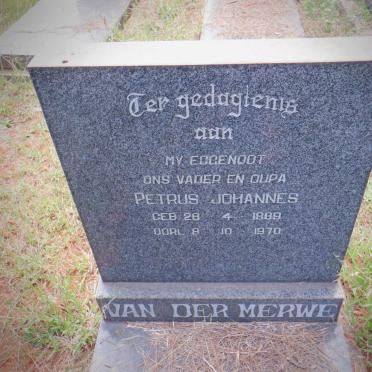 Ter gedagtenis
aan
MY EGGENOOT
ONS VADER EN OUPA
PETRUS JOHANNES
GEB. 26 4 - 1889
OORL. 8 - 10 - 1970
VAN DER MERWE